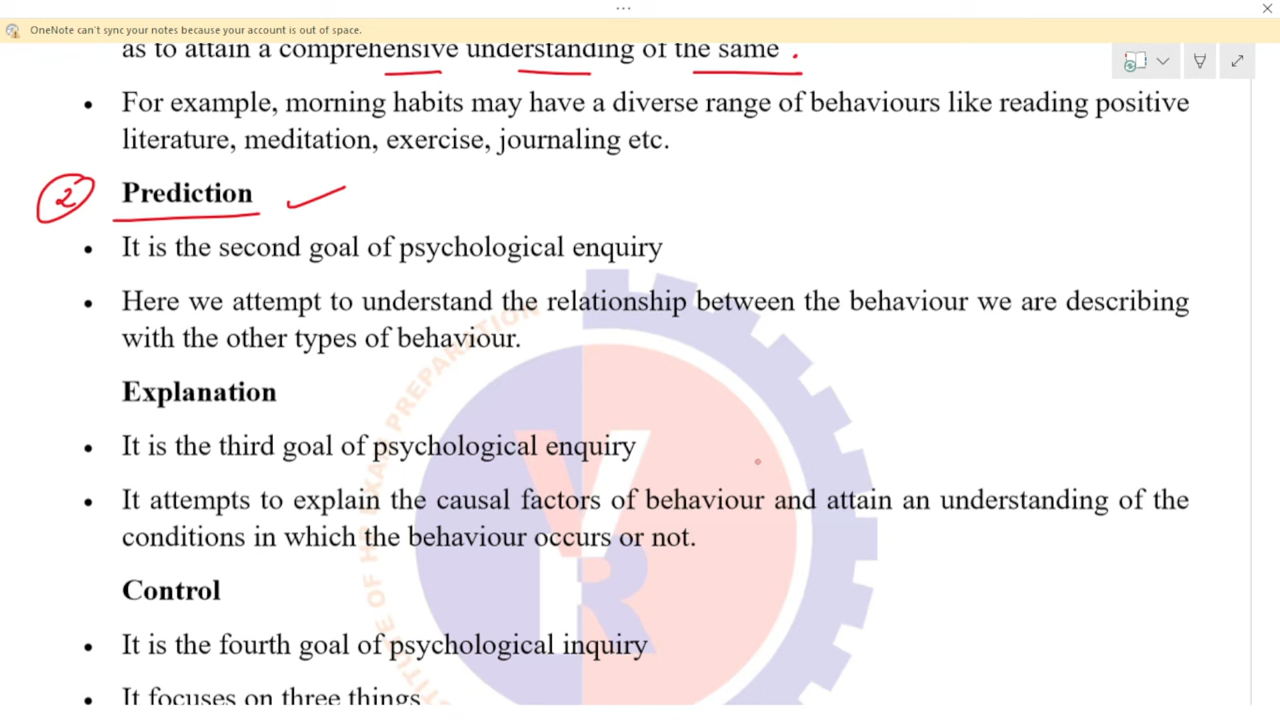 OneNote can't sync your notes because your account is out of space.
as to attain a comprehensive understanding of the same .
• For example, morning habits may have a diverse range of behaviours like reading positive
literature, meditation, exercise, journaling etc.
2 Prediction
• It is the second goal of psychological enquiry
• Here we attempt to understand the relationship between the behaviour we are describing
with the other types of behaviour.
Explanation
• It is the third goal of psychological enquiry
• It attempts to explain the causal factors of behaviour and attain an understanding of the
conditions in which the behaviour occurs or not.
Control
• It is the fourth goal of psychological inquiry
• It focuses on three things
VR